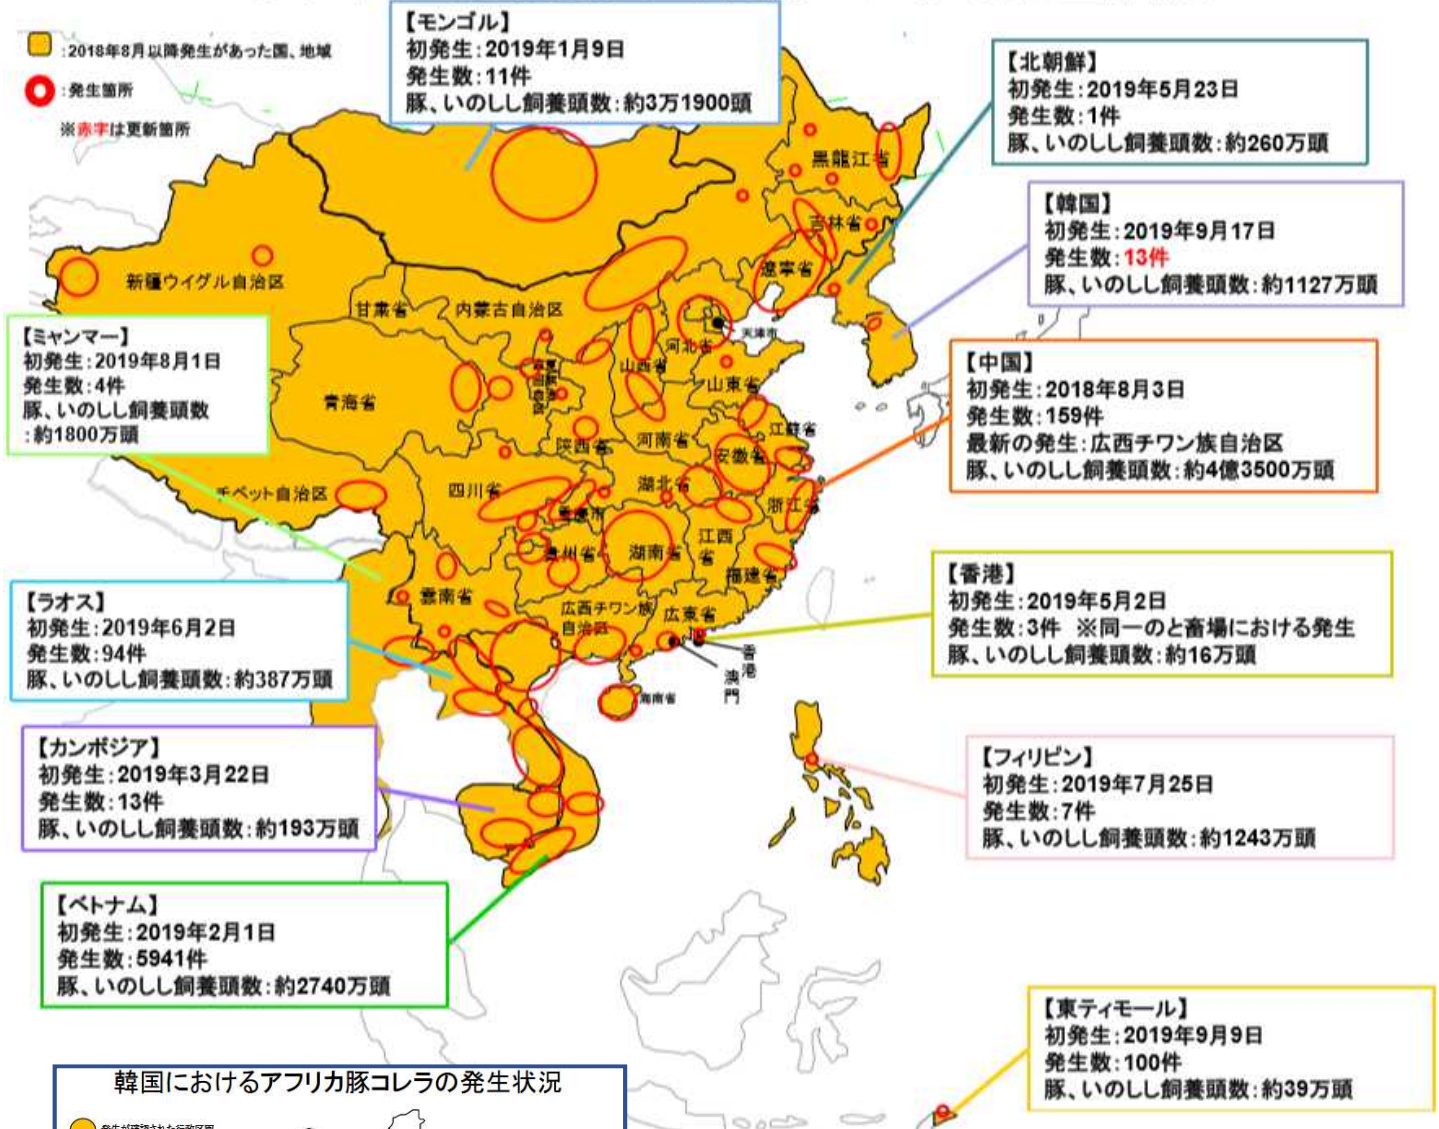 :2018年8月以降発生があった国、地域
:発生箇所
※赤字は更新箇所
【モンゴル】
初発生:2019年1月9日
発生数:11件
豚、いのしし飼養頭数:約3万1900頭
【北朝鮮】
初発生:2019年5月23日
発生数:1件
豚、いのしし飼養頭数:約260万頭
【韓国】
初発生:2019年9月17日
発生数:13件
豚、いのしし飼養頭数:約1127万頭
【中国】
初発生:2018年8月3日
発生数:159件
最新の発生:広西チワン族自治区
豚、いのしし飼養頭数:約4億3500万頭
【香港】
初発生:2019年5月2日
発生数:3件 ※同一のと畜場における発生
豚、いのしし飼養頭数:約16万頭
【フィリピン】
初発生:2019年7月25日
発生数:7件
豚、いのしし飼養頭数:約1243万頭
【東ティモール】
初発生:2019年9月9日
発生数:100件
豚、いのしし飼養頭数:約39万頭
【ミャンマー】
初発生:2019年8月1日
発生数:4件
豚、いのしし飼養頭数
:約1800万頭
【ラオス】
初発生:2019年6月2日
発生数:94件
豚、いのしし飼養頭数:約387万頭
【カンボジア】
初発生:2019年3月22日
発生数:13件
豚、いのしし飼養頭数:約193万頭
【ベトナム】
初発生:2019年2月1日
発生数:5941件
豚、いのしし飼養頭数:約2740万頭
黒龍江省
吉林省
遼寧省
新疆ウイグル自治区
甘粛省
内蒙古自治区
天津市
河北省
山西省
山東省
青海省
陝西省
河南省
江蘇省
安徽省
チベット自治区
四川省
湖北省
浙江省
重慶市
貴州省
湖南省
江西
省
福建省
雲南省
広西チワン族
自治区
広東省
香港
澳門
海南省
韓国におけるアフリカ豚コレラの発生状況
発生が確認された行政区画